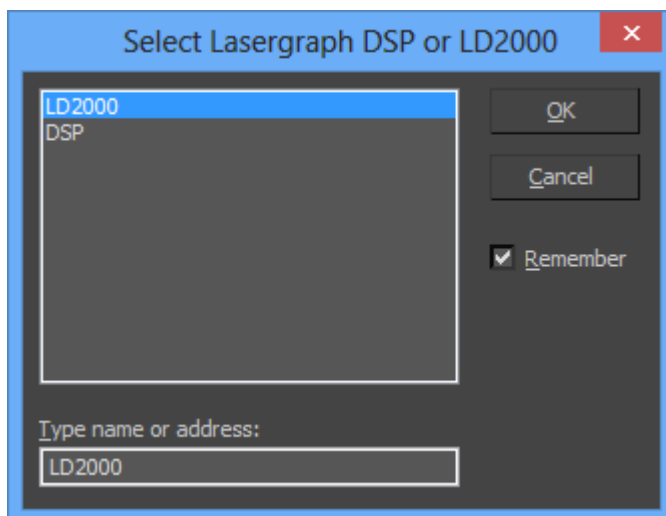 Select Lasergraph DSP or LD2000
LD2000
DSP
OK
Cancel
Remember
Type name or address:
LD2000